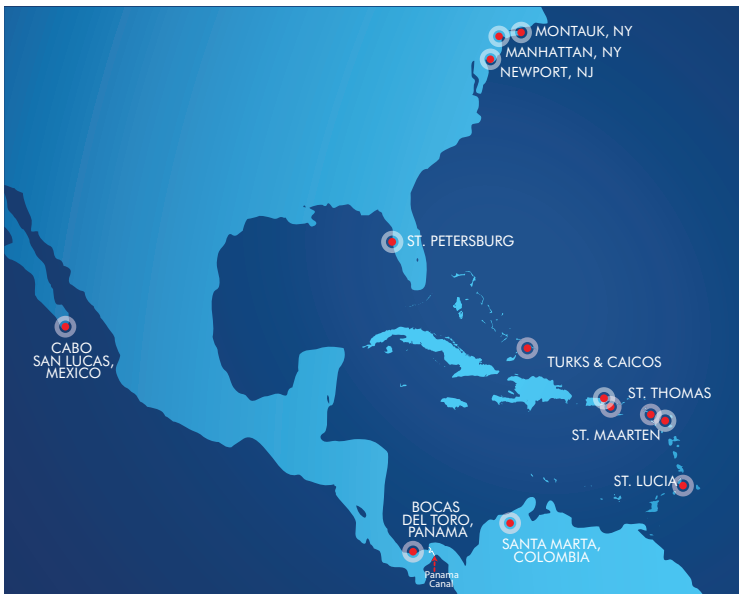 MONTAUK, NY
MANHATTAN, NY
NEWPORT, NJ
ST. PETERSBURG
CABO
SAN LUCAS,
MEXICO
TURKS & CAICOS
ST. THOMAS
ST. MAARTEN
ST. LUCIA
BOCAS
DEL TORO,
PANAMA
SANTA MARTA,
COLOMBIA
Panama
Canal